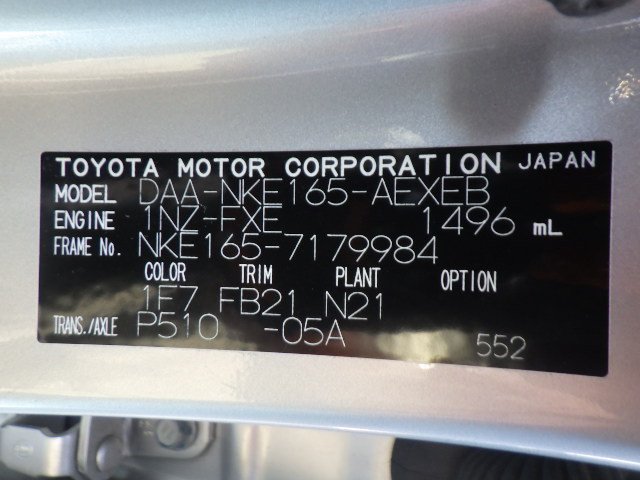 TOYOTA MOTOR CORPORATION JAPAN
MODEL DAA-NKE165-AEXEB
ENGINE 1NZ-FXE 1496 mL
FRAME No. NKE165-7179984
COLOR TRIM PLANT OPTION
1F7 FB21 N21
TRANS./AXLE P510 -05A
552